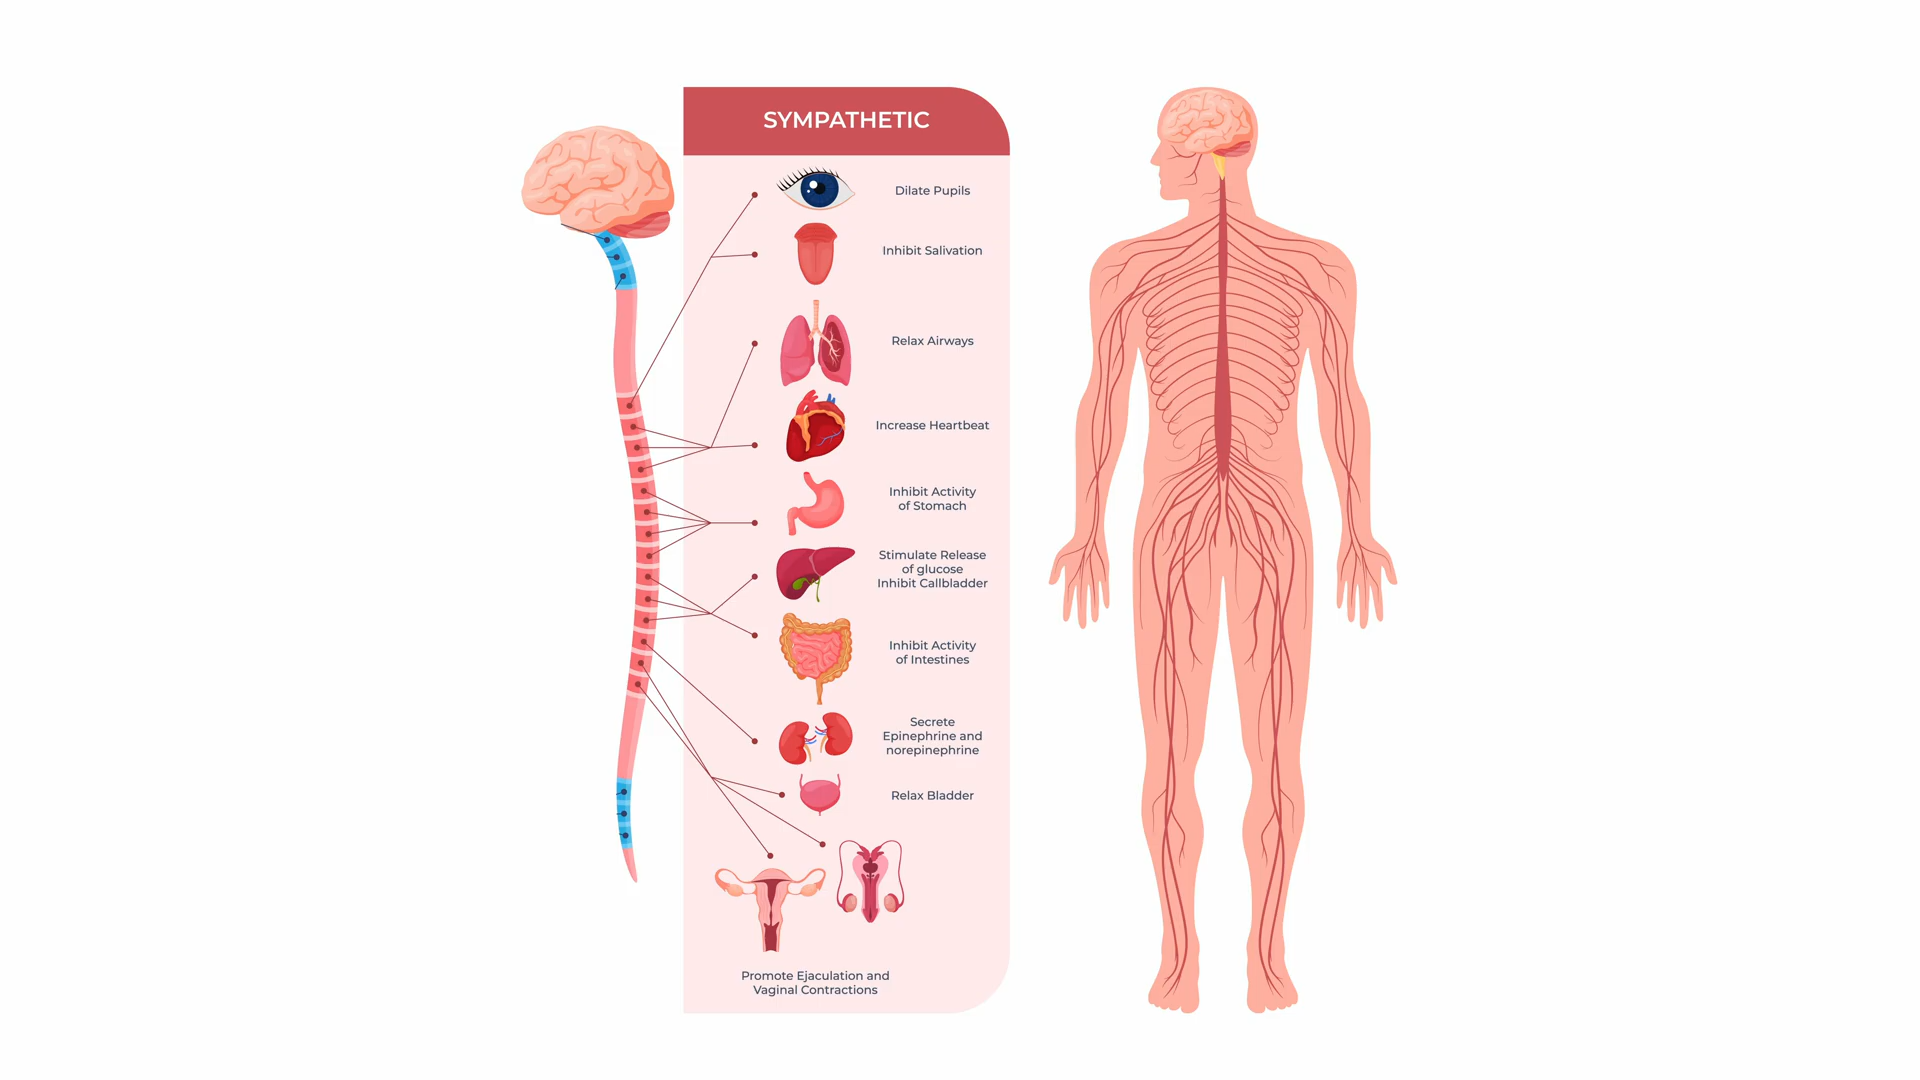 SYMPATHETIC
Dilate Pupils
Inhibit Salivation
Relax Airways
Increase Heartbeat
Inhibit Activity
of Stomach
Stimulate Release
of glucose
Inhibit Callbladder
Inhibit Activity
of Intestines
Secrete
Epinephrine and
norepinephrine
Relax Bladder
Promote Ejaculation and
Vaginal Contractions